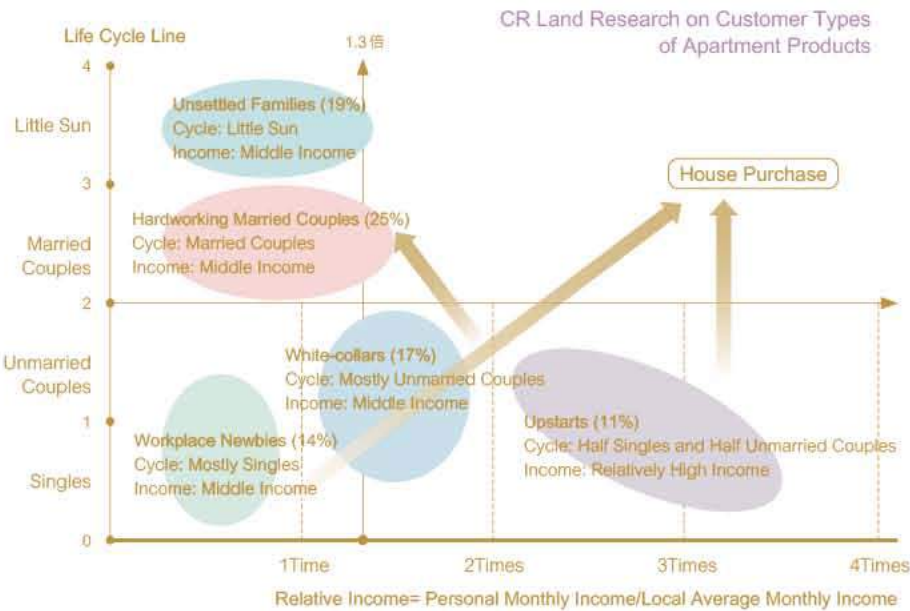 CR Land Research on Customer Types
of Apartment Products
Life Cycle Line
1.3倍
4
Little Sun
Unsettled Families (19%)
Cycle: Little Sun
Income: Middle Income
3
House Purchase
Married
Couples
Hardworking Married Couples (25%)
Cycle: Married Couples
Income: Middle Income
2
Unmarried
Couples
White-collars (17%)
Cycle: Mostly Unmarried Couples
Income: Middle Income
1
Upstarts (11%)
Cycle: Half Singles and Half Unmarried Couples
Income: Relatively High Income
Workplace Newbies (14%)
Cycle: Mostly Singles
Income: Middle Income
Singles
0
1Time
2Times
3Times
4Times
Relative Income= Personal Monthly Income/Local Average Monthly Income